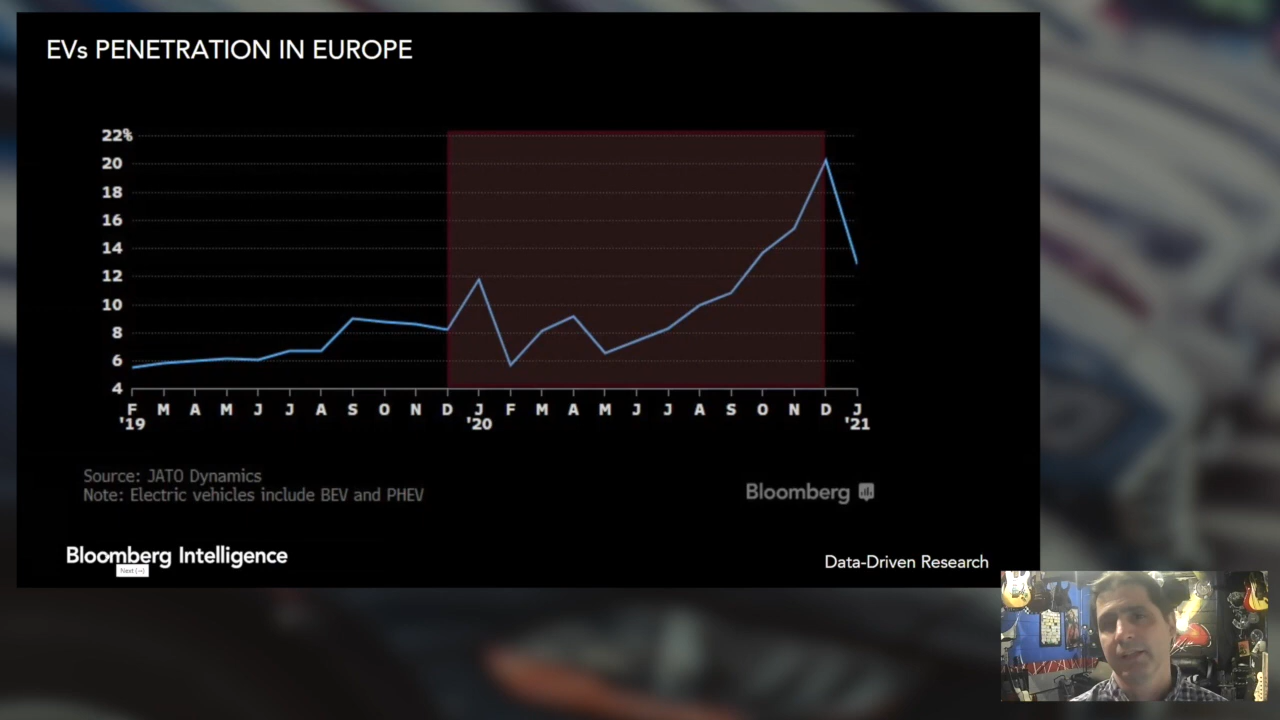 EVs PENETRATION IN EUROPE
22%
20
18
16
14
12
10
8
6
4
F M A M J J A S O N D J F M A M J J A S O N D J
'19 '20 '21
Source: JATO Dynamics
Note: Electric vehicles include BEV and PHEV
Bloomberg
Bloomberg Intelligence
Next (→)
Data-Driven Research